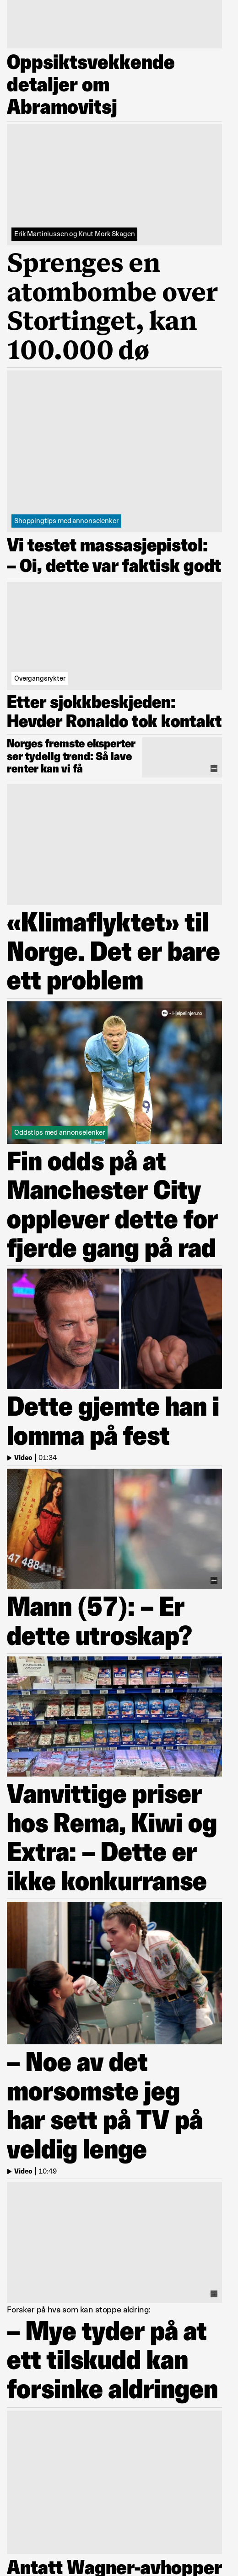 Oppsiktsvekkende
detaljer om
Abramovitsj
Erik Martiniussen og Knut Mork Skagen
Sprenges en
atombombe over
Stortinget, kan
100.000 dø
Shoppingtips med annonselenker
Vi testet massasjepistol:
– Oi, dette var faktisk godt
Overgangsrykter
Etter sjokkbeskjeden:
Hevder Ronaldo tok kontakt
Norges fremste eksperter
ser tydelig trend: Så lave
renter kan vi få
«Klimaflyktet» til
Norge. Det er bare
ett problem
- Hjelpelinjen.no
Oddstips med annonselenker
Fin odds på at
Manchester City
opplever dette for
fjerde gang på rad
Dette gjemte han i
lomma på fest
Video | 01:34
Mann (57): – Er
dette utroskap?
Vanvittige priser
hos Rema, Kiwi og
Extra: – Dette er
ikke konkurranse
– Noe av det
morsomste jeg
har sett på TV på
veldig lenge
Video | 10:49
Forsker på hva som kan stoppe aldringen:
– Mye tyder på at
ett tilskudd kan
forsinke aldringen
Antatt Wagner-avhopper